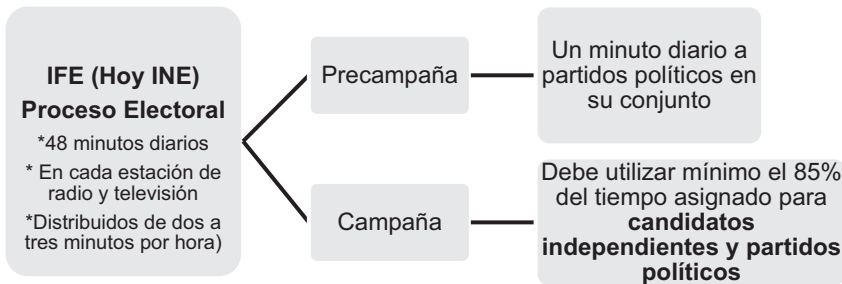 IFE (Hoy INE)
Proceso Electoral
*48 minutos diarios
* En cada estación de
radio y televisión
*Distribuidos de dos a
tres minutos por hora)
Precampaña
Un minuto diario a
partidos políticos en
su conjunto
Campaña
Debe utilizar mínimo el 85%
del tiempo asignado para
candidatos
independientes y partidos
políticos